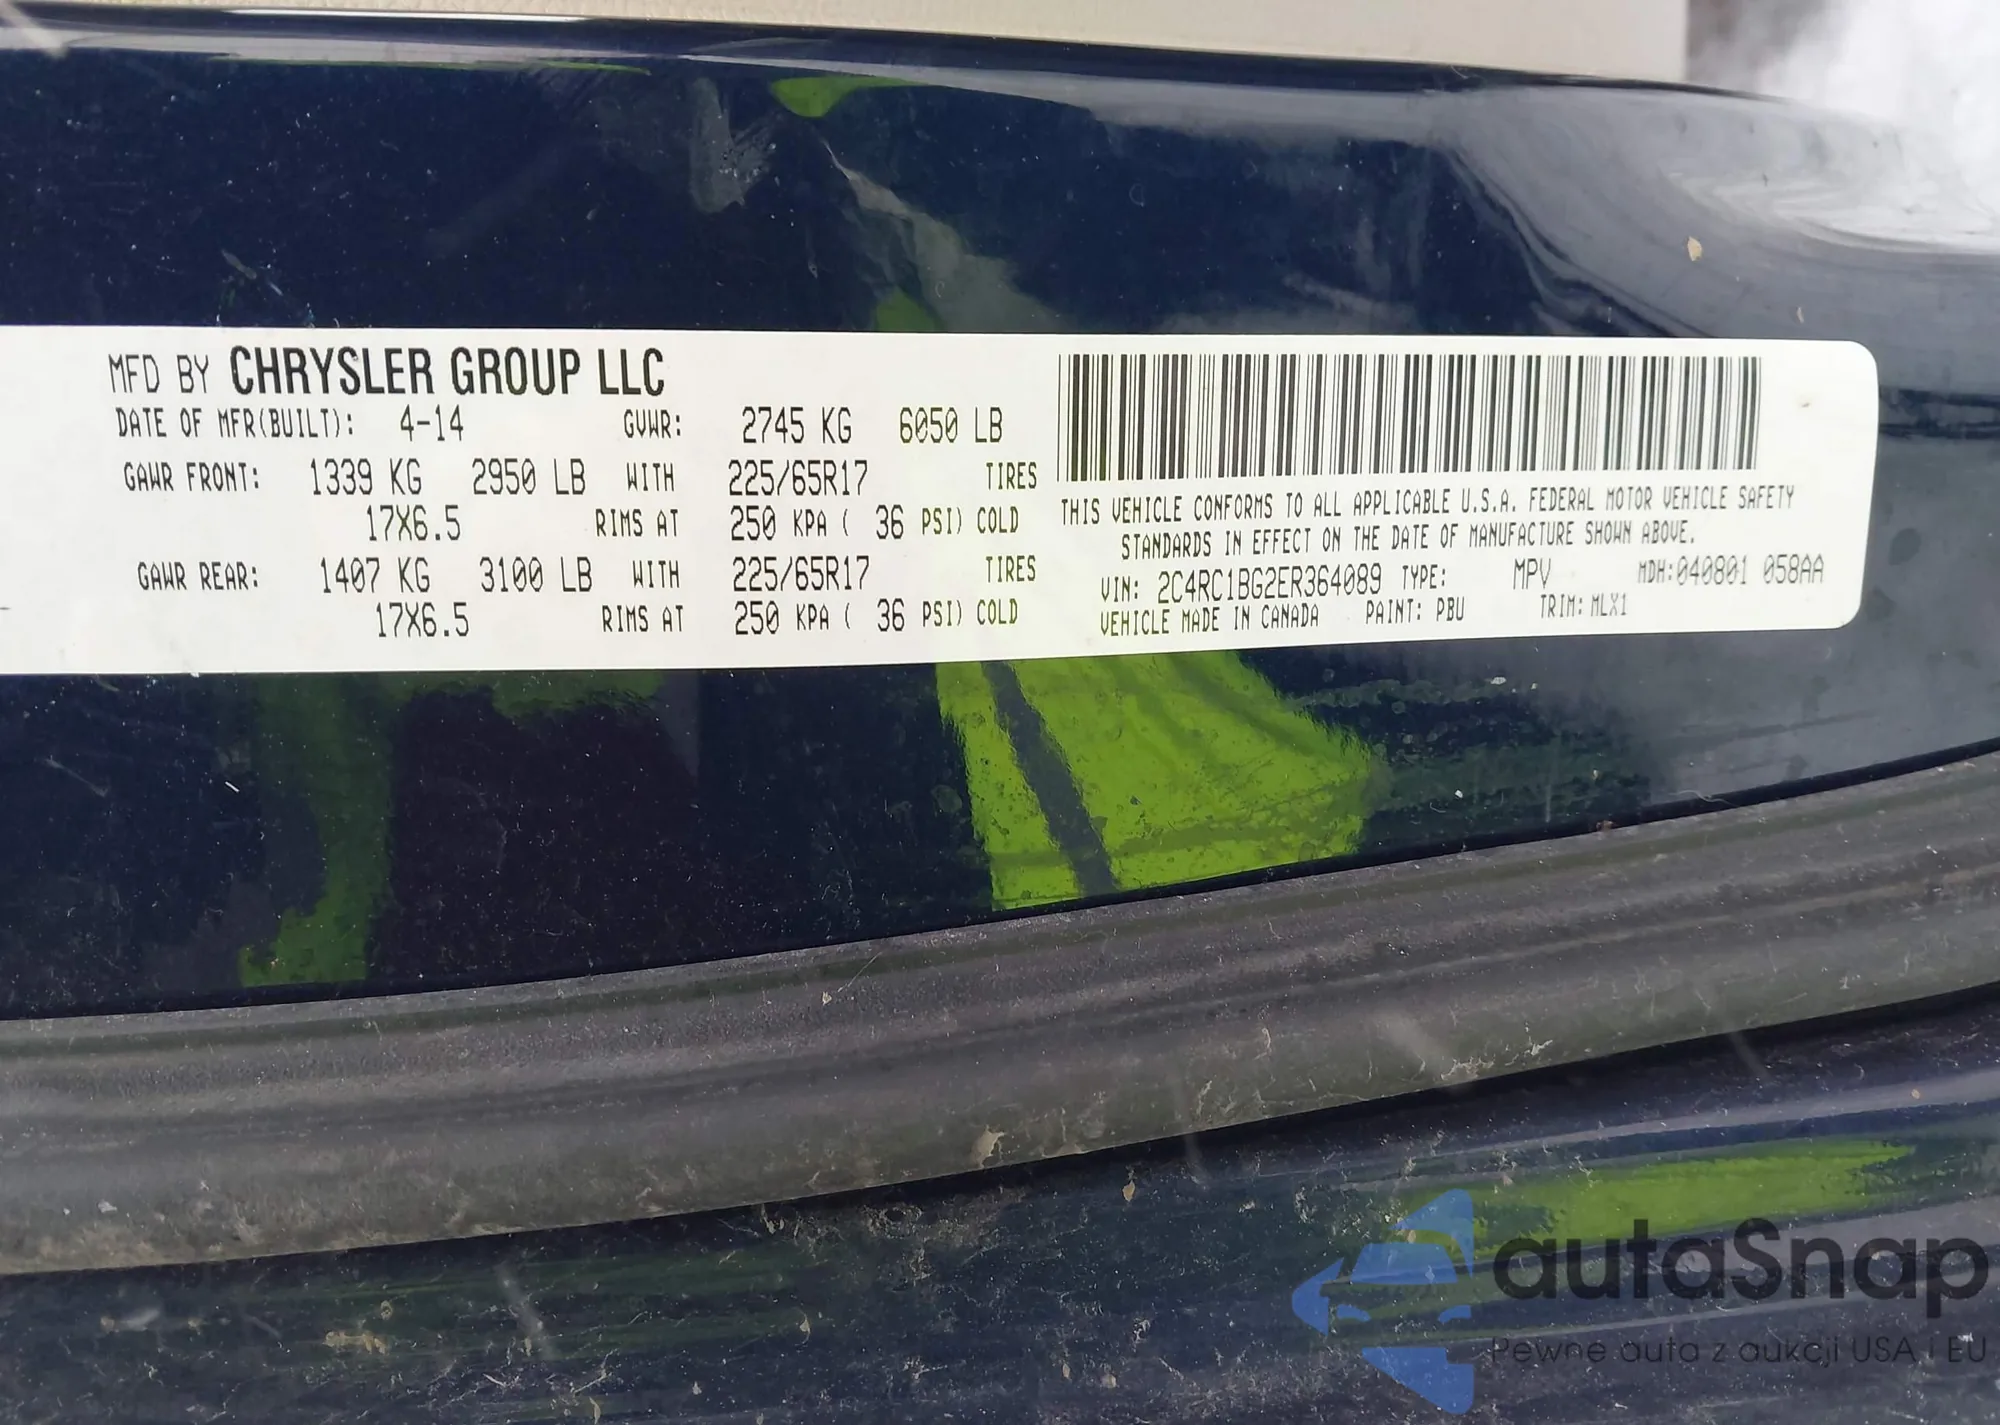 MFD BY CHRYSLER GROUP LLC
DATE OF MFR(BUILT): 4-14 GVWR: 2745 KG 6050 LB
GAWR FRONT: 1339 KG 2950 LB WITH 225/65R17 TIRES
17X6.5 RIMS AT 250 KPA ( 36 PSI) COLD
GAWR REAR: 1407 KG 3100 LB WITH 225/65R17 TIRES
17X6.5 RIMS AT 250 KPA ( 36 PSI) COLD
THIS VEHICLE CONFORMS TO ALL APPLICABLE U.S.A. FEDERAL MOTOR VEHICLE SAFETY
STANDARDS IN EFFECT ON THE DATE OF MANUFACTURE SHOWN ABOVE.
VIN: 2C4RC1BG2ER364089 TYPE: MPV MDH:040801 058AA
VEHICLE MADE IN CANADA PAINT: PBU TRIM: MLX1
autaSnap
Pewne auta z aukcji USA i EU